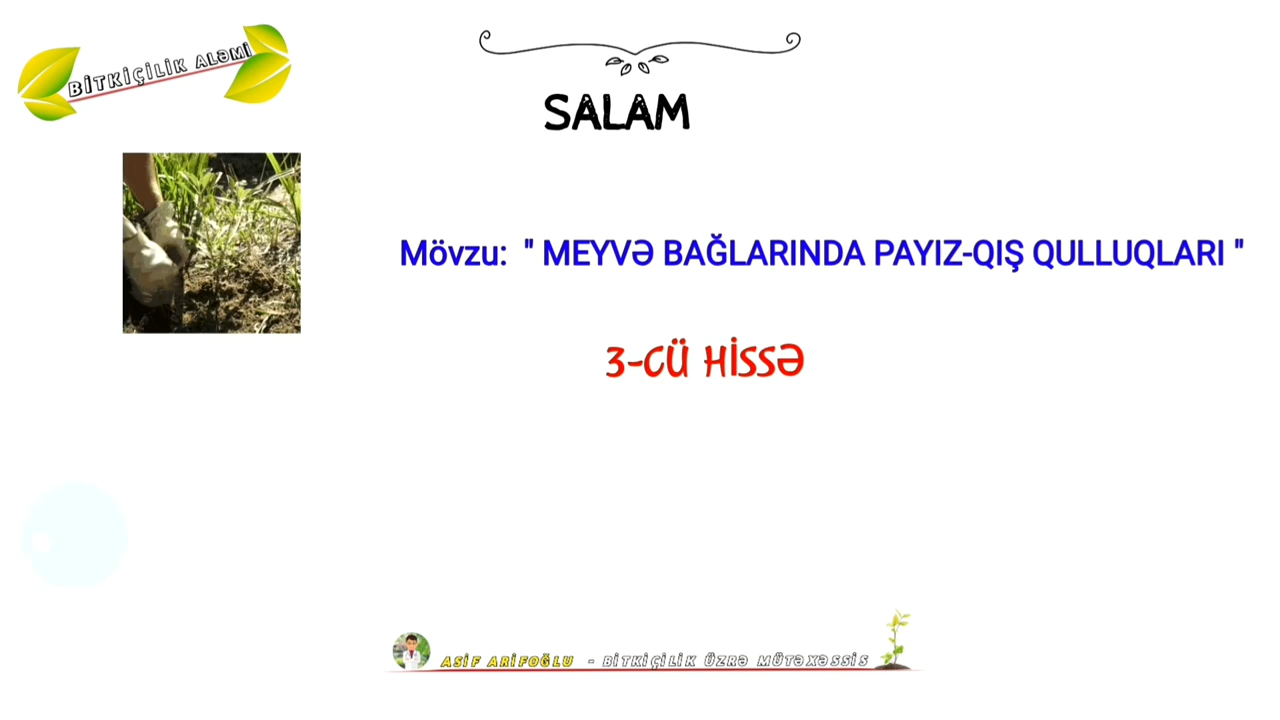 BİTKİÇİLİK ALƏMİ
SALAM
Mövzu: " MEYVƏ BAĞLARINDA PAYIZ-QIŞ QULLUQLARI "
3-CÜ HİSSƏ
ASİF ARİFOĞLU - BİTKİÇİLİK ÜZRƏ MÜTƏXƏSSİS